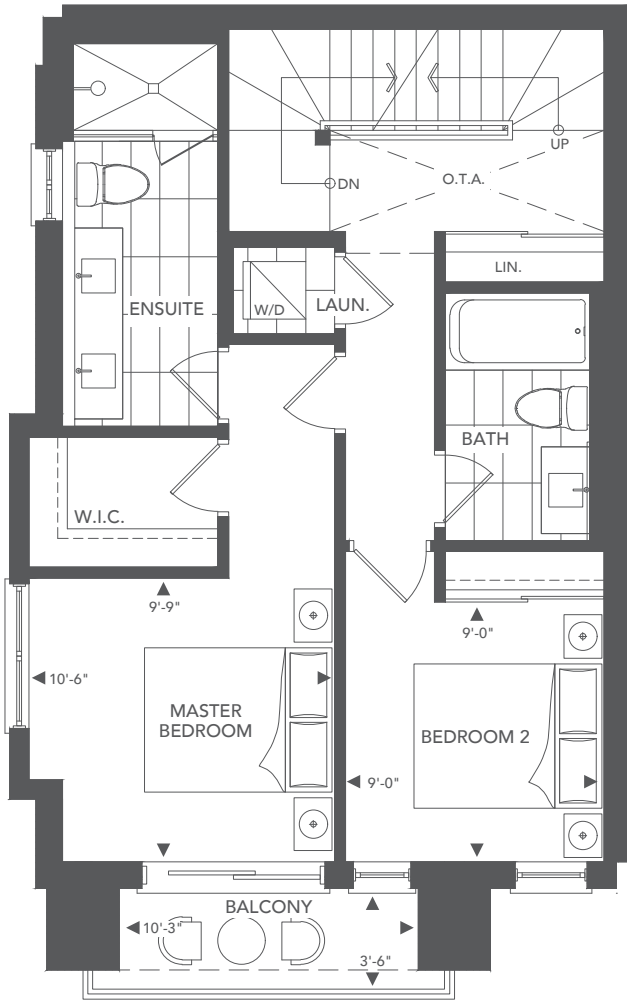 UP
DN
O.T.A.
LIN.
W/D
LAUN.
ENSUITE
BATH
W.I.C.
9'-9"
9'-0"
10'-6"
MASTER
BEDROOM
BEDROOM 2
9'-0"
BALCONY
10'-3"
3'-6"